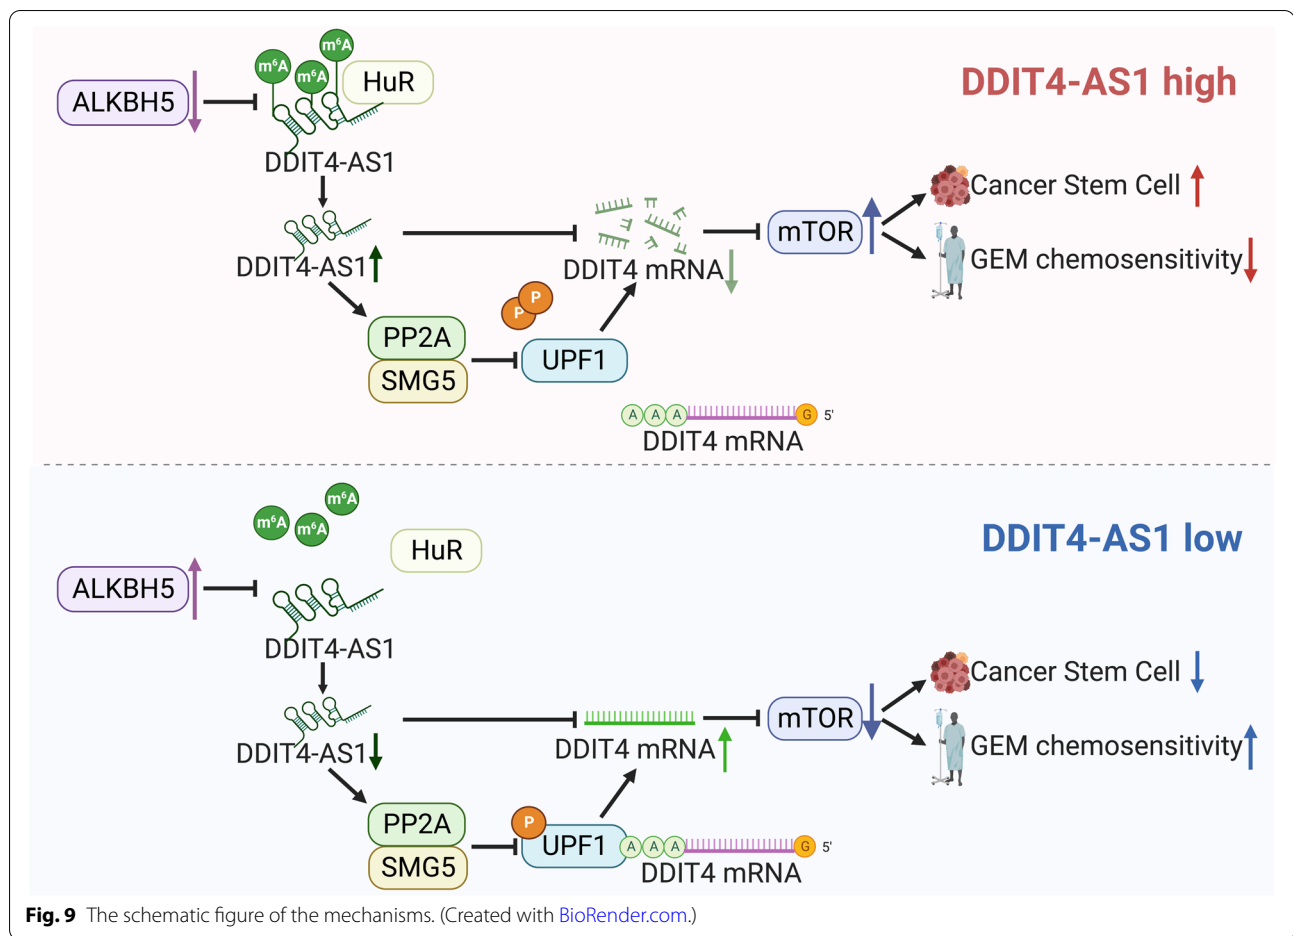 m⁶A
m⁶A
m⁶A
HuR
DDIT4-AS1 high
ALKBH5
DDIT4-AS1
Cancer Stem Cell
mTOR
DDIT4-AS1
DDIT4 mRNA
GEM chemosensitivity
P
P
PP2A
SMG5
UPF1
A A A G 5'
DDIT4 mRNA
m⁶A
m⁶A
m⁶A
HuR
DDIT4-AS1 low
ALKBH5
DDIT4-AS1
Cancer Stem Cell
mTOR
DDIT4-AS1
DDIT4 mRNA
GEM chemosensitivity
P
PP2A
SMG5
UPF1
A A A G 5'
DDIT4 mRNA
Fig. 9 The schematic figure of the mechanisms. (Created with BioRender.com.)